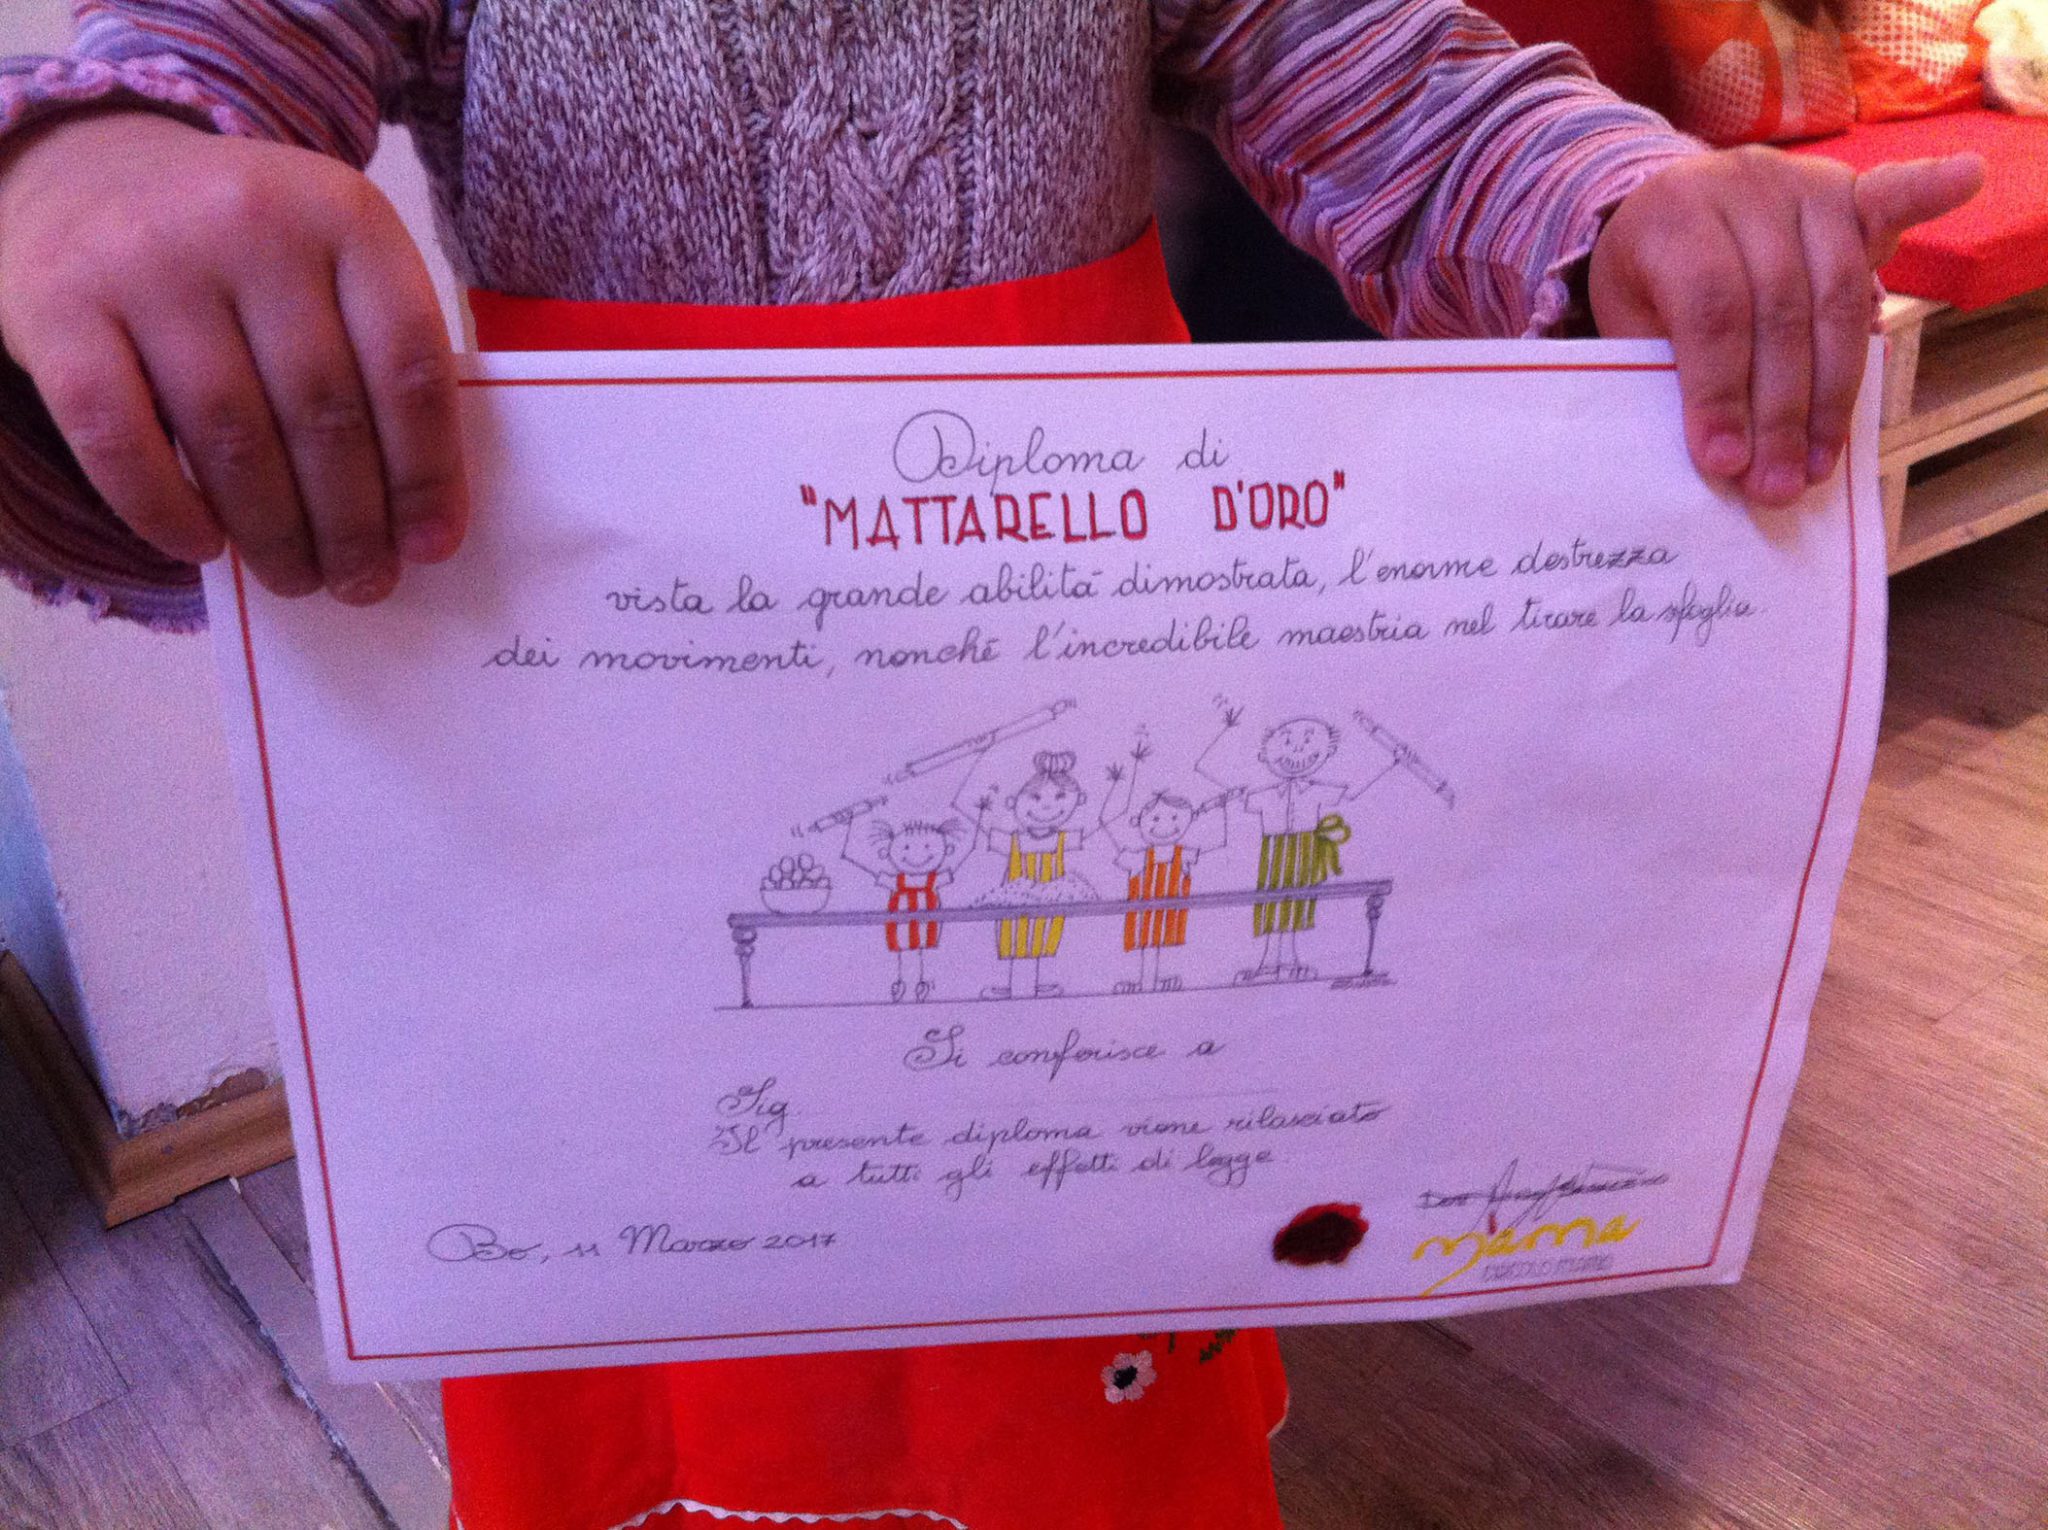 Diploma di
"MATTARELLO D'ORO"
vista la grande abilità dimostrata, l'enorme destrezza
dei movimenti, nonché l'incredibile maestria nel tirare la sfoglia
Si conferisce a
Sig.
Il presente diploma viene rilasciato
a tutti gli effetti di legge
Bo, 11 Marzo 2017
mama